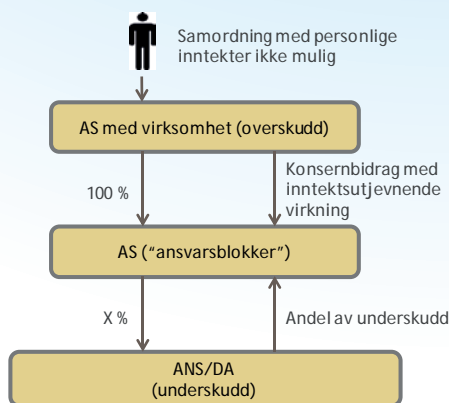 Samordning med personlige
inntekter ikke mulig
AS med virksomhet (overskudd)
100 %
Konsernbidrag med
inntektsutjevnende
virkning
AS (“ansvarsblokker”)
X %
Andel av underskudd
ANS/DA
(underskudd)